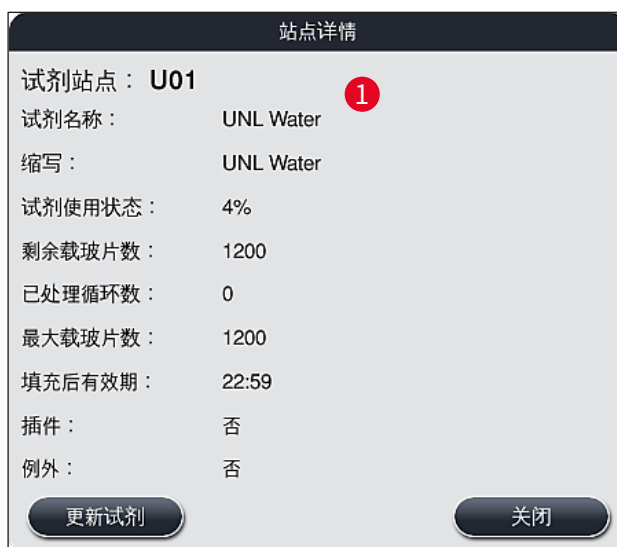 站点详情
试剂站点： U01
1
试剂名称： UNL Water
缩写： UNL Water
试剂使用状态： 4%
剩余载玻片数： 1200
已处理循环数： 0
最大载玻片数： 1200
填充后有效期： 22:59
插件： 否
例外： 否
更新试剂 关闭